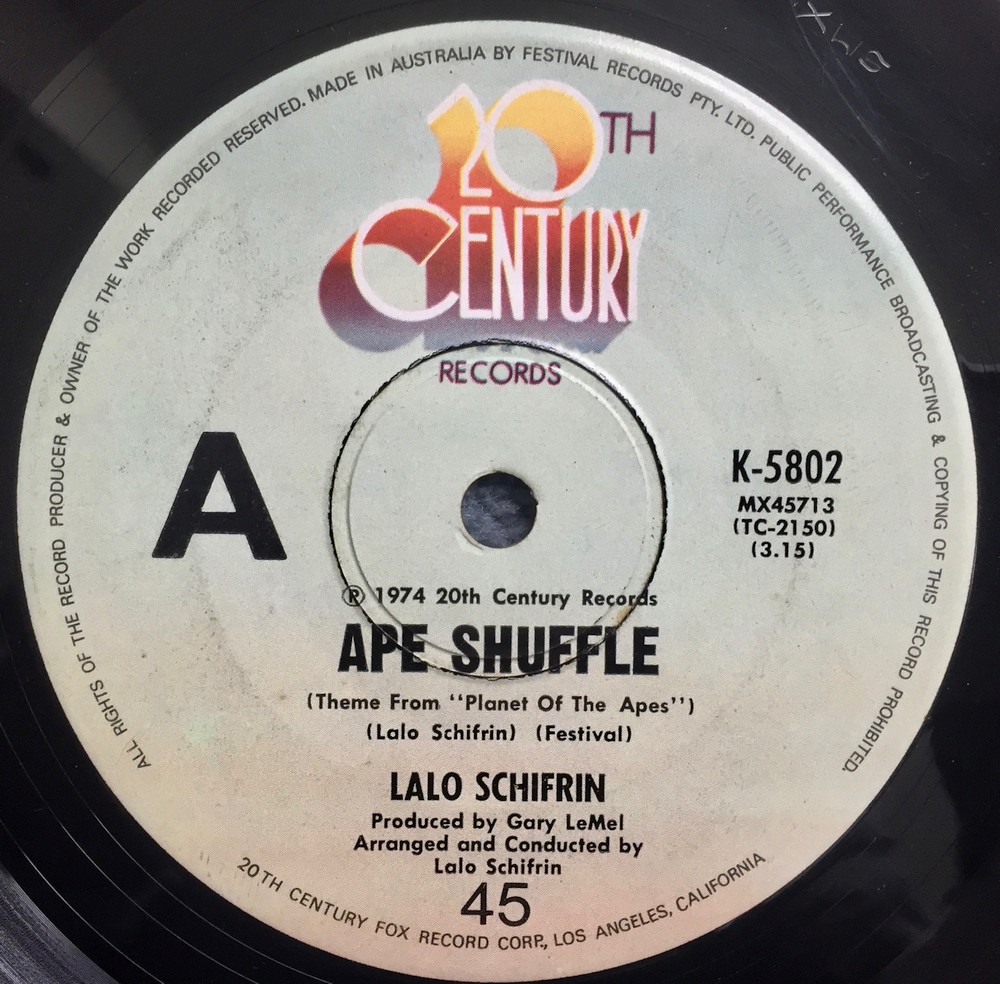 ALL RIGHTS OF THE RECORD PRODUCER & OWNER OF THE WORK RECORDED RESERVED. MADE IN AUSTRALIA BY FESTIVAL RECORDS PTY. LTD. PUBLIC PERFORMANCE BROADCASTING & COPYING OF THIS RECORD PROHIBITED.
20TH
CENTURY
RECORDS
A
K-5802
MX45713
(TC-2150)
(3.15)
℗ 1974 20th Century Records
APE SHUFFLE
(Theme From "Planet Of The Apes")
(Lalo Schifrin) (Festival)
LALO SCHIFRIN
Produced by Gary LeMel
Arranged and Conducted by
Lalo Schifrin
45
20TH CENTURY FOX RECORD CORP., LOS ANGELES, CALIFORNIA